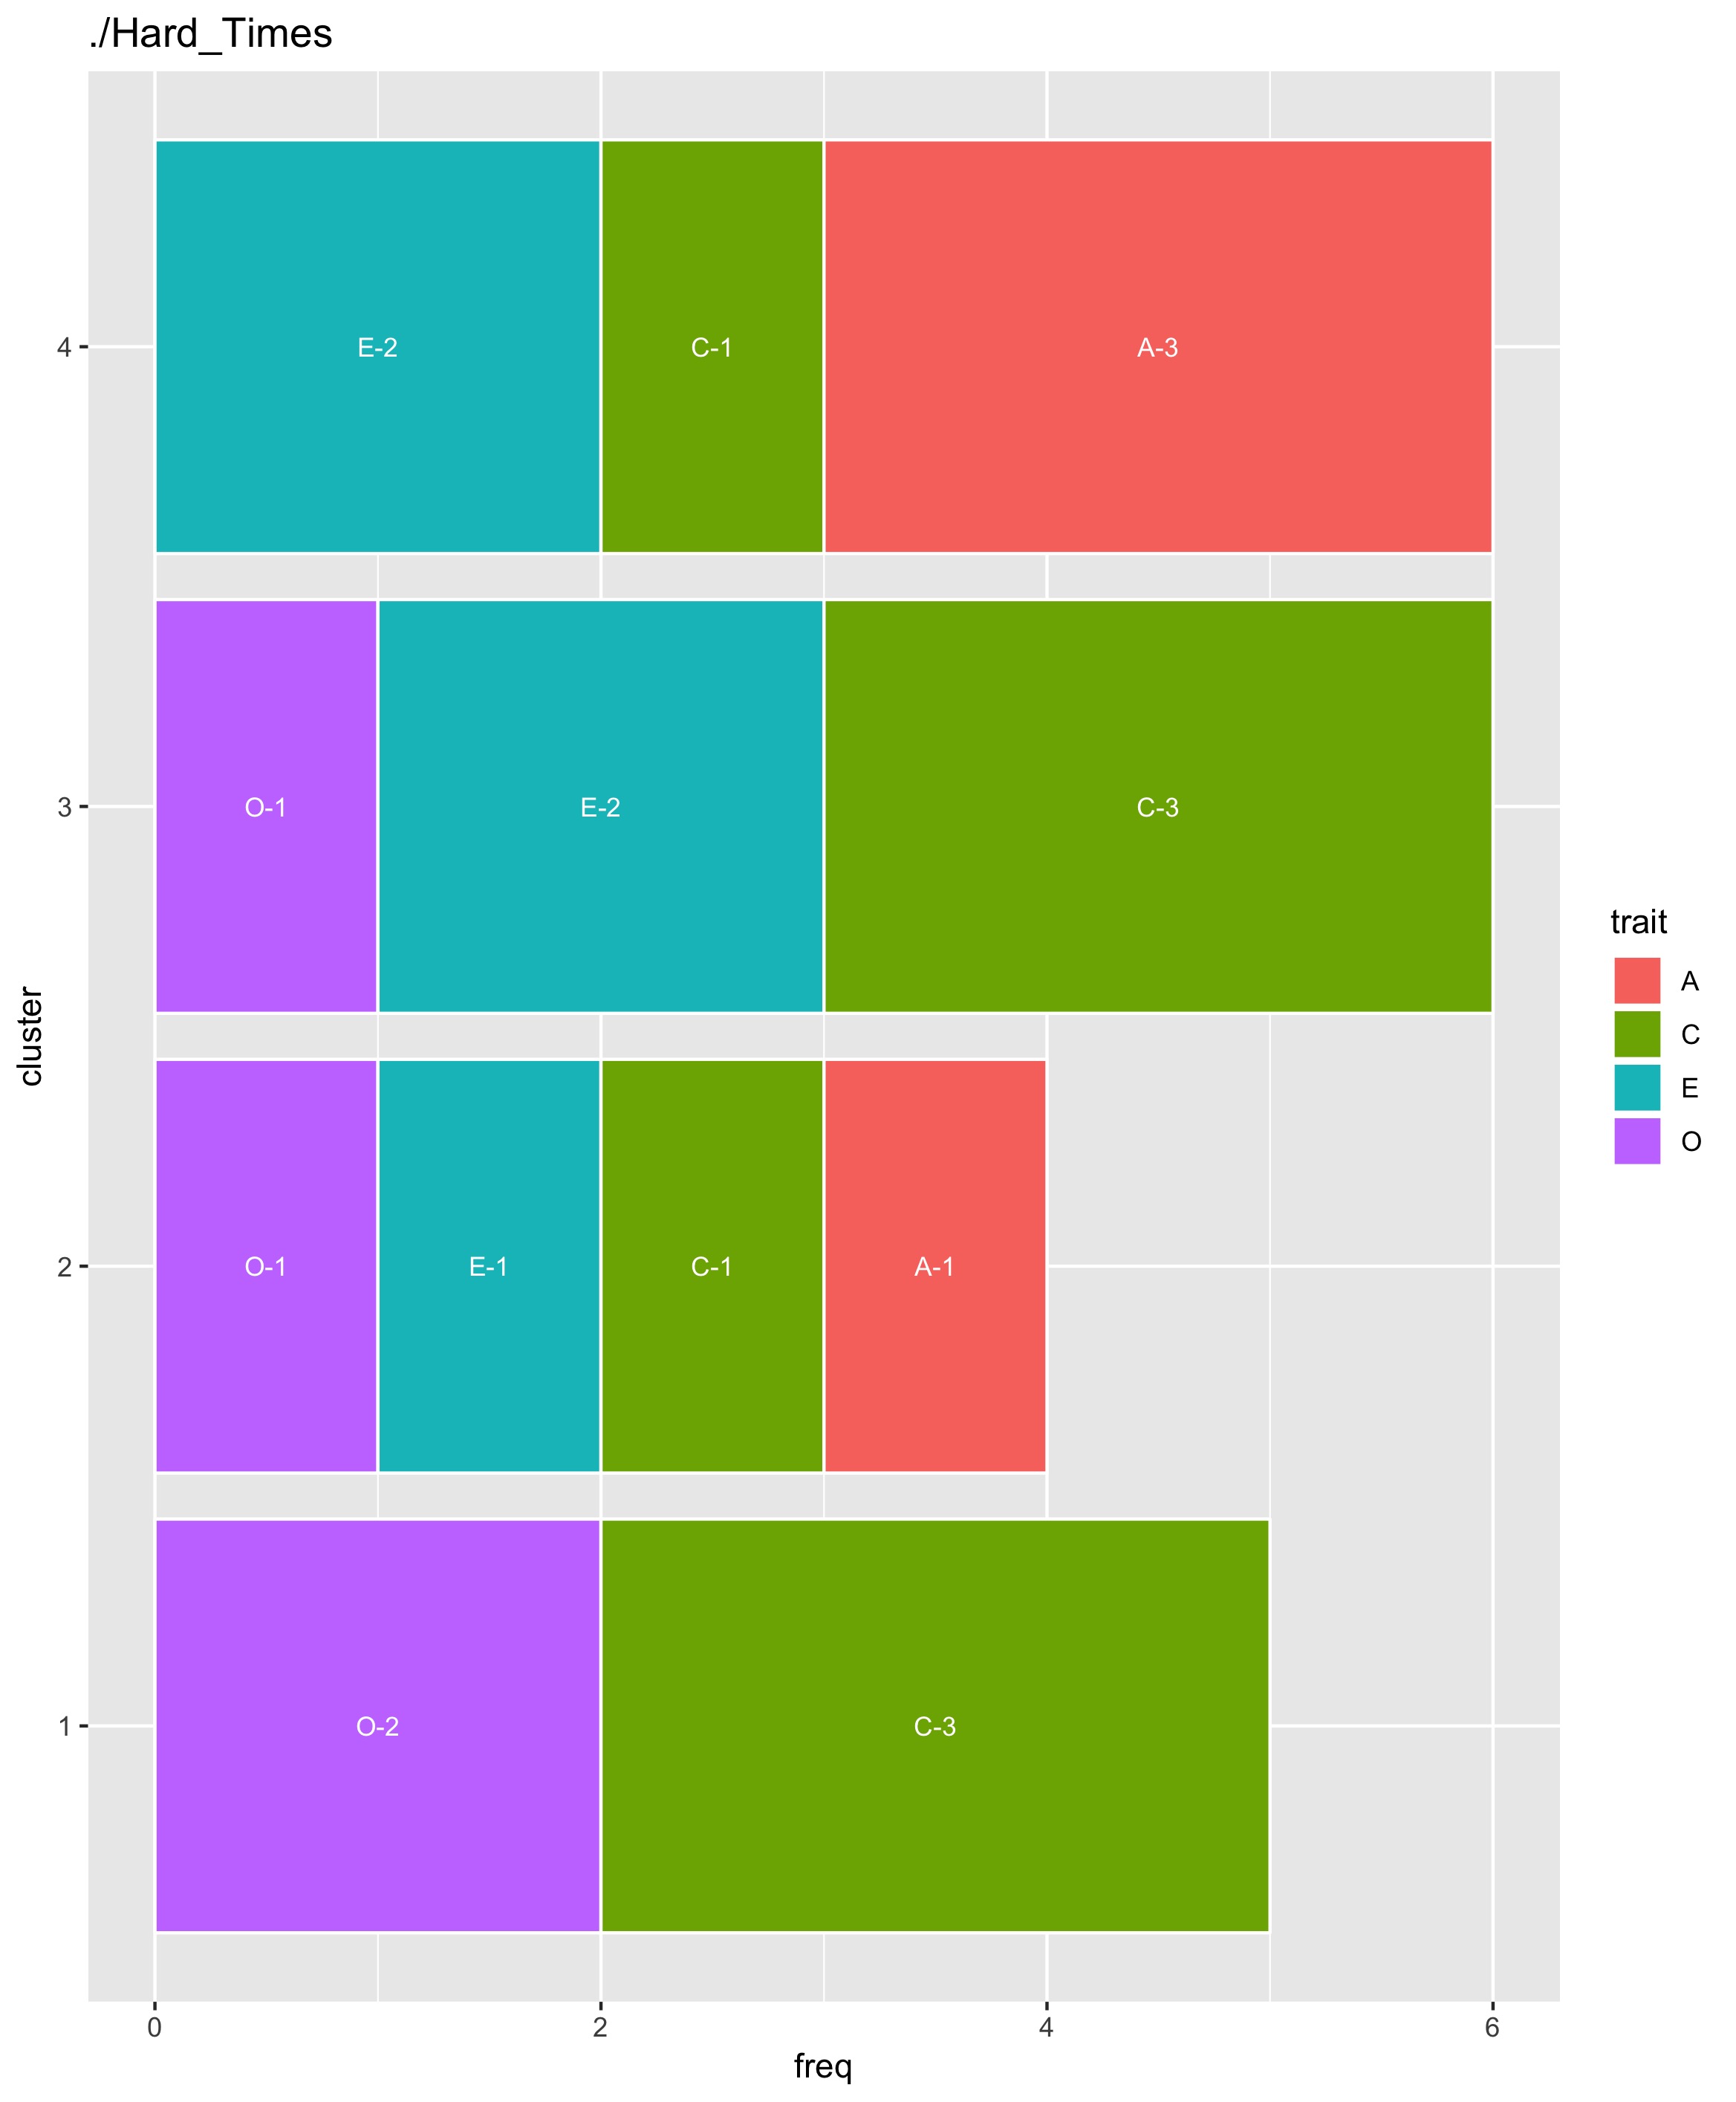 ./Hard_Times
4
E-2 C-1 A-3
3
O-1 E-2 C-3
cluster
trait
A
C
E
O
2
O-1 E-1 C-1 A-1
1
O-2 C-3
0 2 4 6
freq